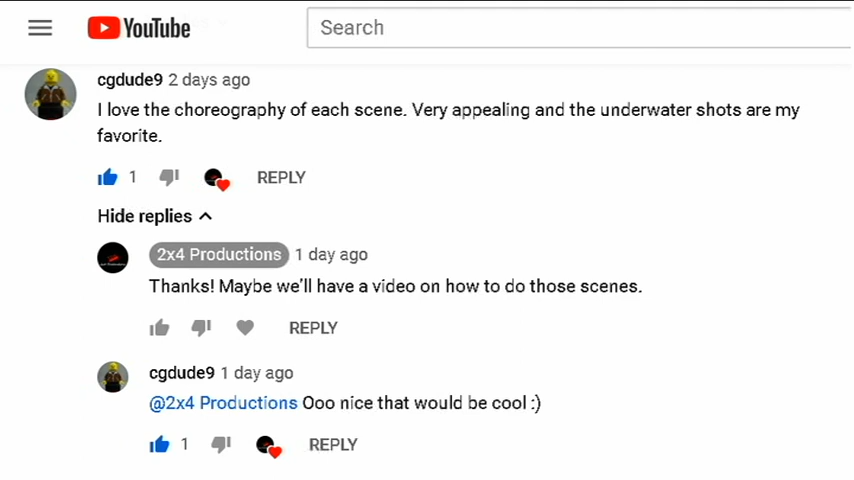 YouTube
Search
cgdude9 2 days ago
I love the choreography of each scene. Very appealing and the underwater shots are my
favorite.
1 REPLY
Hide replies
2x4 Productions 1 day ago
Thanks! Maybe we'll have a video on how to do those scenes.
REPLY
cgdude9 1 day ago
@2x4 Productions Ooo nice that would be cool :)
1 REPLY